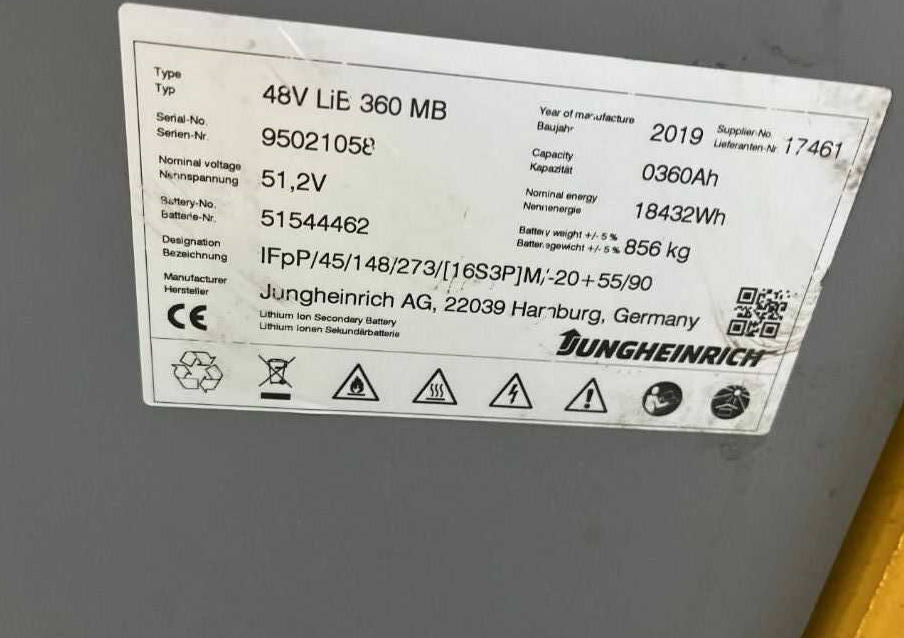 Type
Typ
48V LiB 360 MB
Year of manufacture
Baujahr
2019
Supplier-No.
Lieferanten-Nr.
17461
Serial-No.
Serien-Nr.
95021058
Capacity
Kapazität
0360Ah
Nominal voltage
Nennspannung
51,2V
Nominal energy
Nennenergie
18432Wh
Battery-No.
Batterie-Nr.
51544462
Battery weight +/- 5 %
Batteriegewicht +/- 5 %
856 kg
Designation
Bezeichnung
IFpP/45/148/273/[16S3P]M/-20+55/90
Manufacturer
Hersteller
Jungheinrich AG, 22039 Hamburg, Germany
Lithium Ion Secondary Battery
Lithium Ionen Sekundärbatterie
CE
JUNGHEINRICH